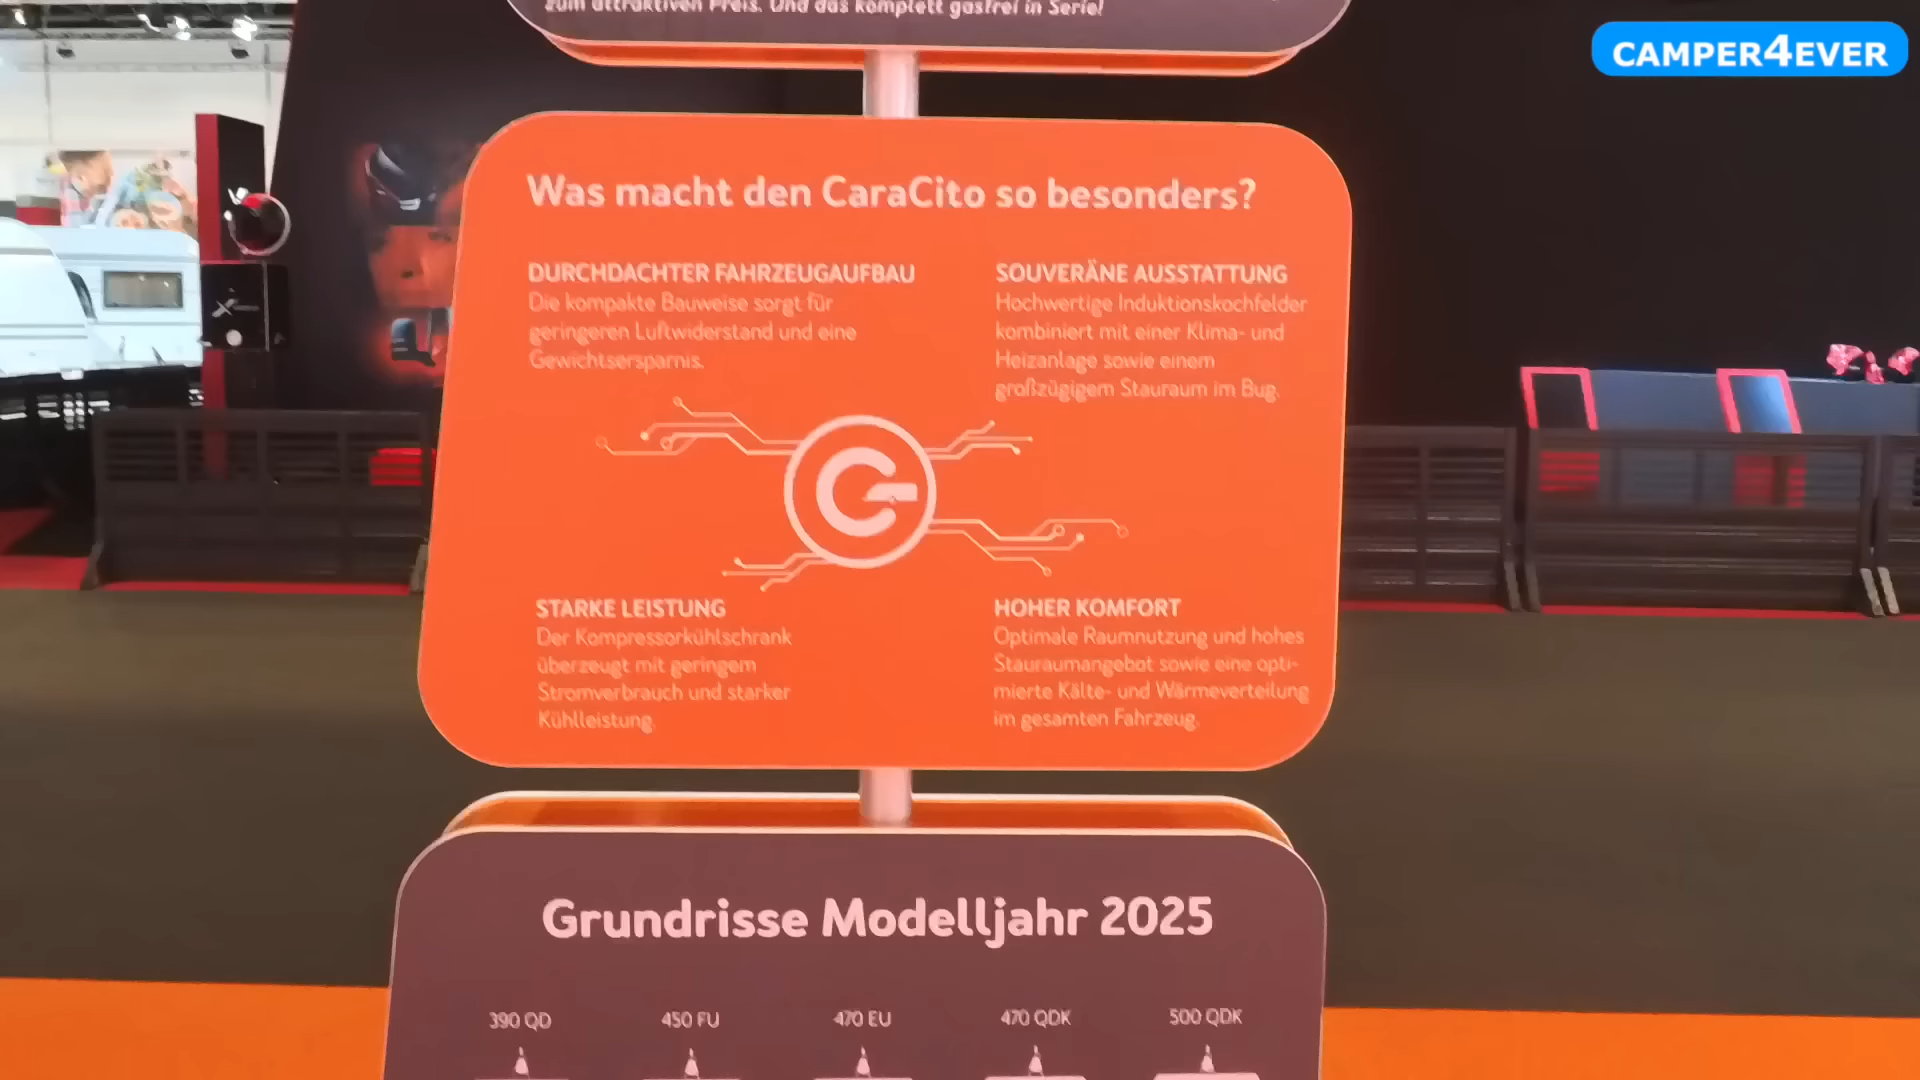 zum attraktiven Preis. Und das komplett gasfrei in Serie!
CAMPER4EVER
Was macht den CaraCito so besonders?
DURCHDACHTER FAHRZEUGAUFBAU
Die kompakte Bauweise sorgt für
geringeren Luftwiderstand und eine
Gewichtsersparnis.
SOUVERÄNE AUSSTATTUNG
Hochwertige Induktionskochfelder
kombiniert mit einer Klima- und
Heizanlage sowie einem
großzügigem Stauraum im Bug.
STARKE LEISTUNG
Der Kompressorkühlschrank
überzeugt mit geringem
Stromverbrauch und starker
Kühlleistung.
HOHER KOMFORT
Optimale Raumnutzung und hohes
Stauraumangebot sowie eine opti-
mierte Kälte- und Wärmeverteilung
im gesamten Fahrzeug.
Grundrisse Modelljahr 2025
390 QD
450 FU
470 EU
470 QDK
500 QDK